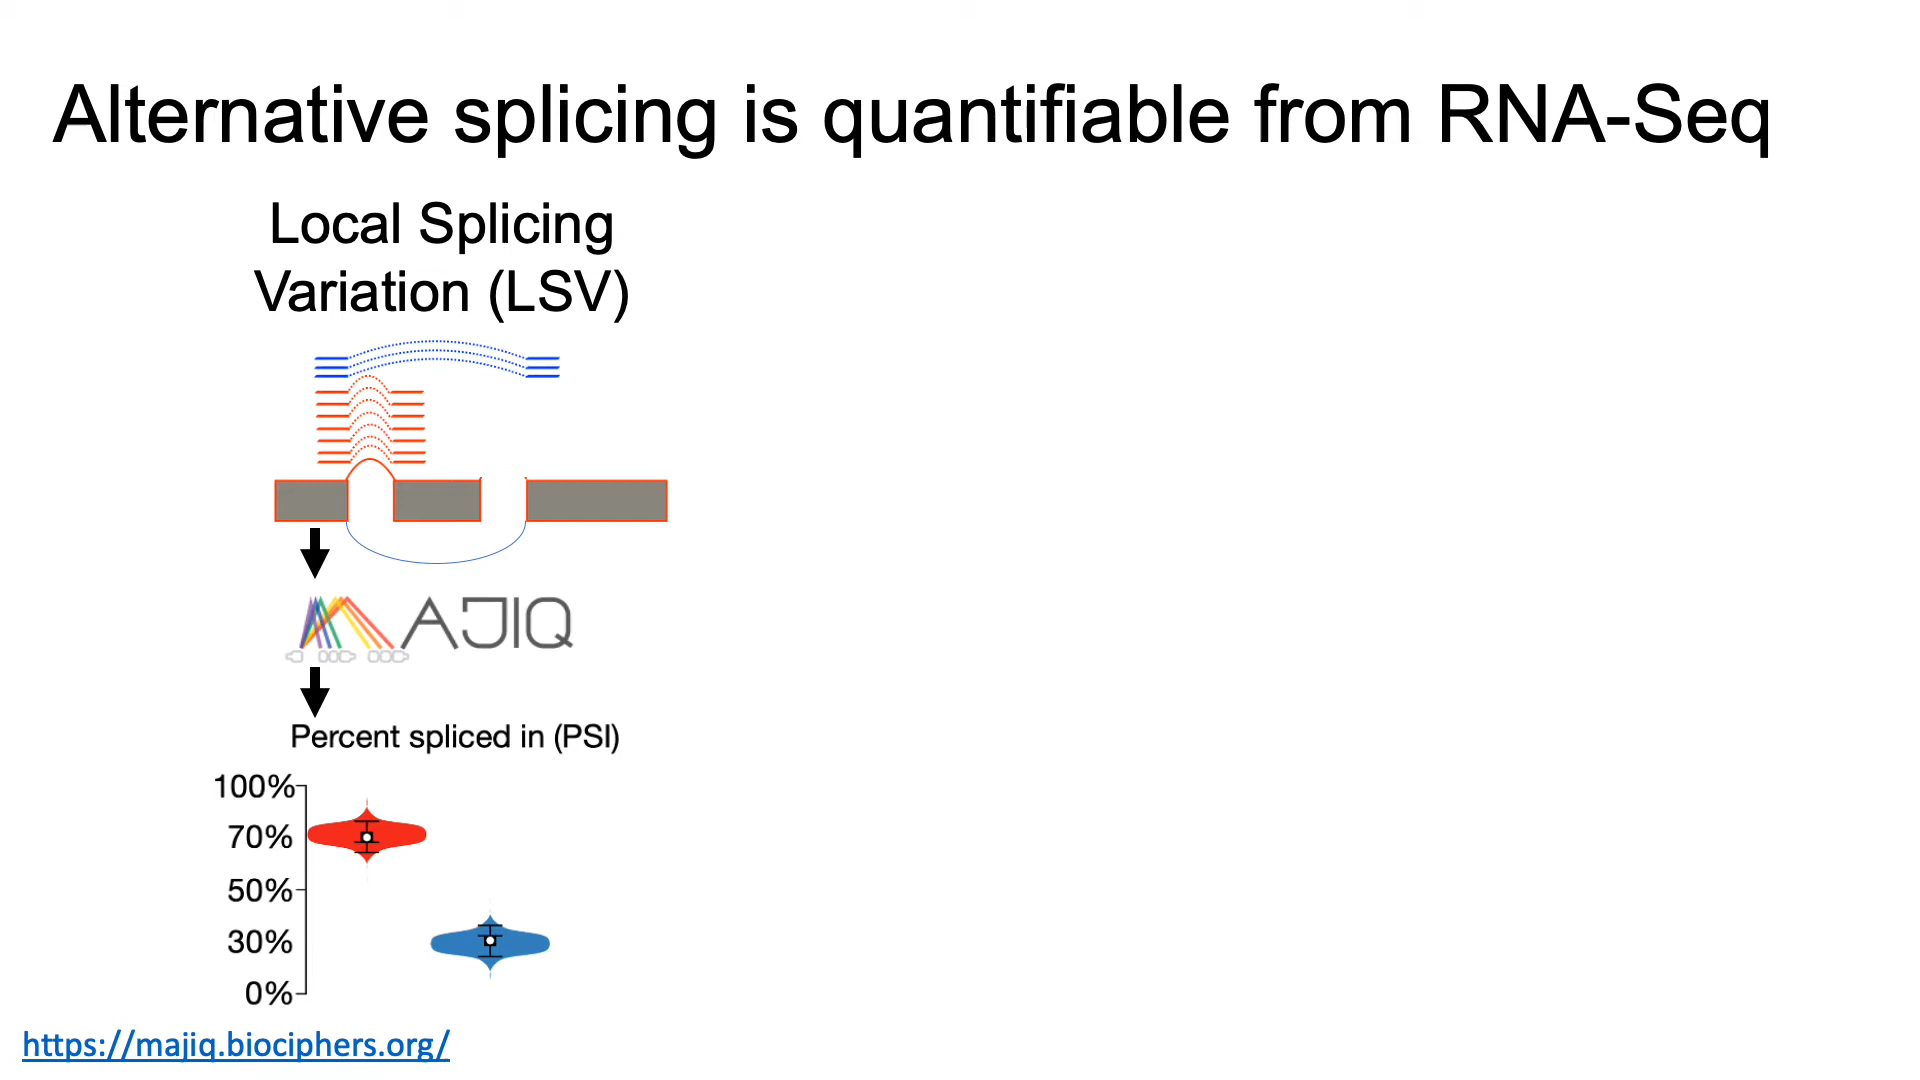 Alternative splicing is quantifiable from RNA-Seq
Local Splicing
Variation (LSV)
MAJIQ
Percent spliced in (PSI)
100%
70%
50%
30%
0%
https://majiq.biociphers.org/